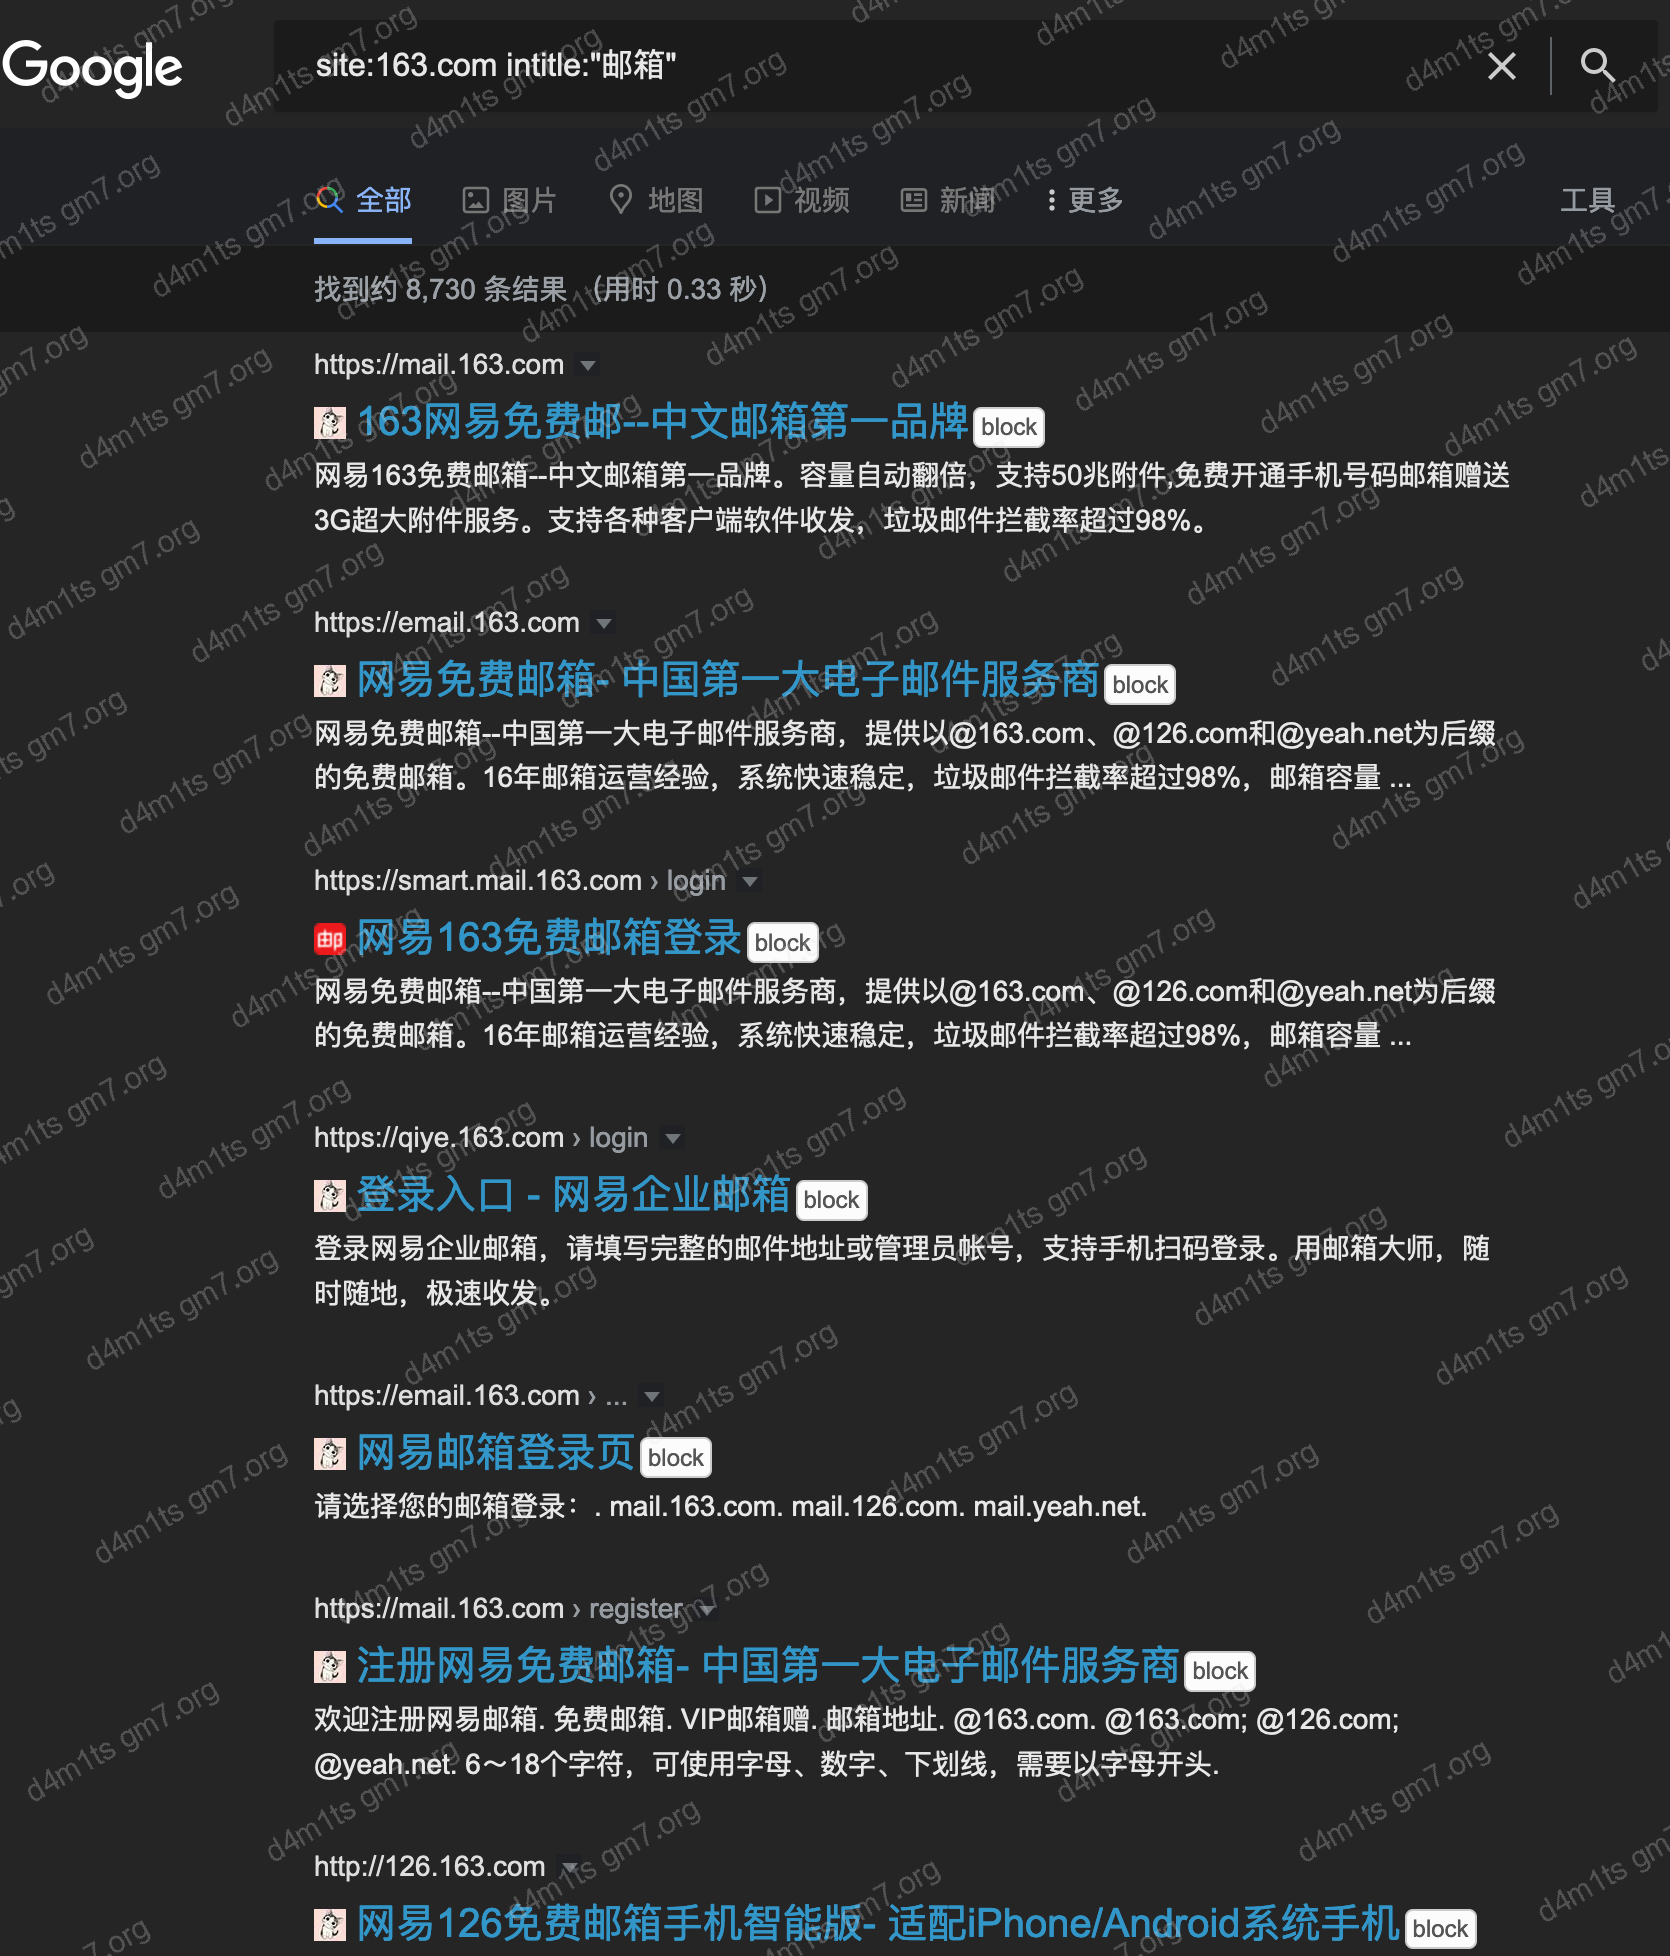 Google
site:163.com intitle:"邮箱"
全部 图片 地图 视频 新闻 更多 工具
找到约 8,730 条结果 （用时 0.33 秒）
https://mail.163.com
163网易免费邮--中文邮箱第一品牌 block
网易163免费邮箱--中文邮箱第一品牌。容量自动翻倍，支持50兆附件,免费开通手机号码邮箱赠送
3G超大附件服务。支持各种客户端软件收发，垃圾邮件拦截率超过98%。
https://email.163.com
网易免费邮箱- 中国第一大电子邮件服务商 block
网易免费邮箱--中国第一大电子邮件服务商，提供以@163.com、@126.com和@yeah.net为后缀
的免费邮箱。16年邮箱运营经验，系统快速稳定，垃圾邮件拦截率超过98%，邮箱容量 ...
https://smart.mail.163.com › login
邮 网易163免费邮箱登录 block
网易免费邮箱--中国第一大电子邮件服务商，提供以@163.com、@126.com和@yeah.net为后缀
的免费邮箱。16年邮箱运营经验，系统快速稳定，垃圾邮件拦截率超过98%，邮箱容量 ...
https://qiye.163.com › login
登录入口 - 网易企业邮箱 block
登录网易企业邮箱，请填写完整的邮件地址或管理员帐号，支持手机扫码登录。用邮箱大师，随
时随地，极速收发。
https://email.163.com › ...
网易邮箱登录页 block
请选择您的邮箱登录：. mail.163.com. mail.126.com. mail.yeah.net.
https://mail.163.com › register
注册网易免费邮箱- 中国第一大电子邮件服务商 block
欢迎注册网易邮箱. 免费邮箱. VIP邮箱赠. 邮箱地址. @163.com. @163.com; @126.com;
@yeah.net. 6～18个字符，可使用字母、数字、下划线，需要以字母开头.
http://126.163.com
网易126免费邮箱手机智能版- 适配iPhone/Android系统手机 block
d4m1ts gm7.org